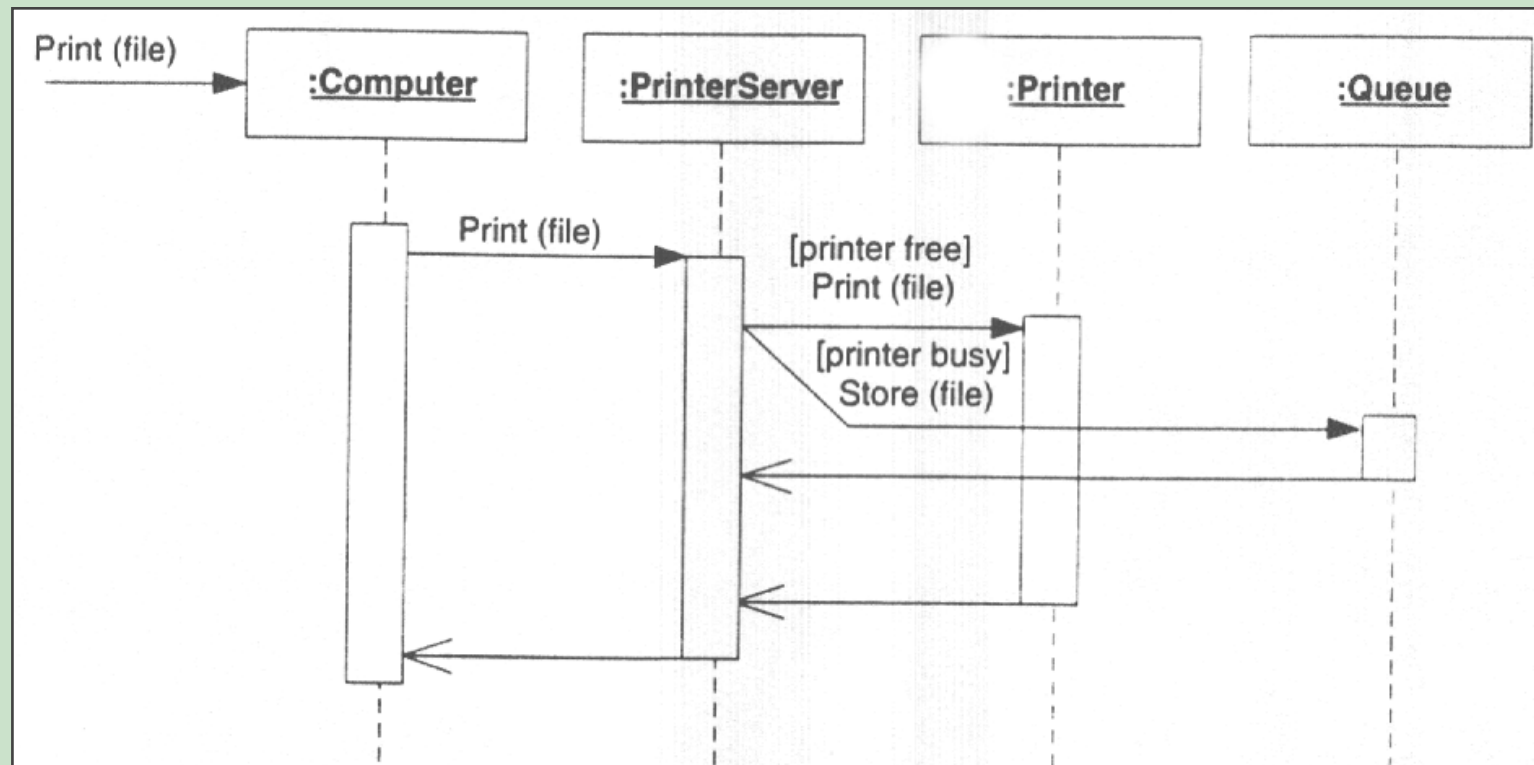 Print (file)
:Computer
:PrinterServer
:Printer
:Queue
Print (file)
[printer free]
Print (file)
[printer busy]
Store (file)